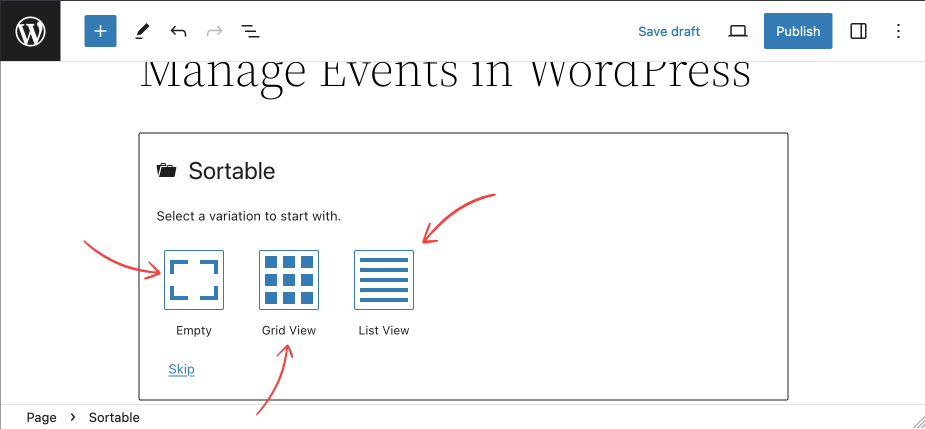 Save draft
Publish
Manage Events in WordPress
Sortable
Select a variation to start with.
Empty
Grid View
List View
Skip
Page
Sortable